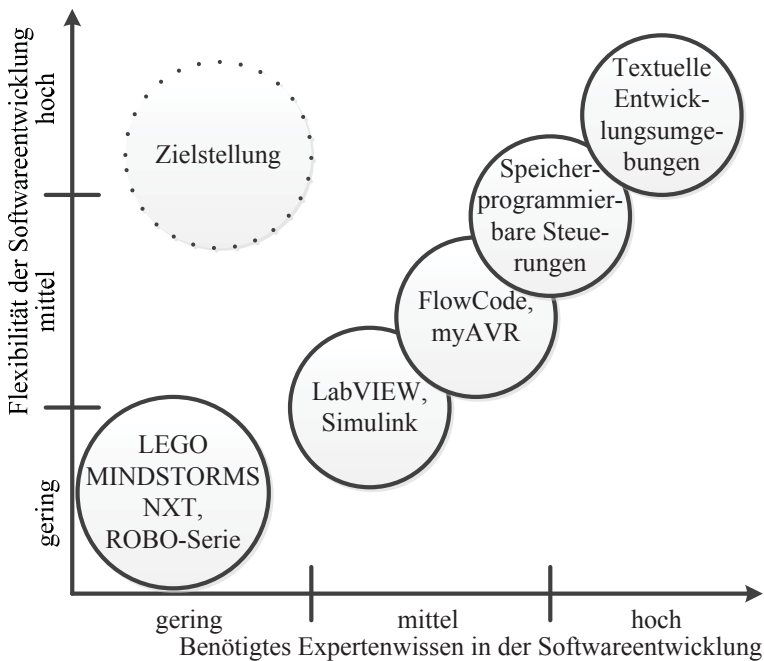 Flexibilität der Softwareentwicklung
hoch
mittel
gering
Zielstellung
Textuelle
Entwick-
lungsumge-
bungen
Speicher-
programmier-
bare Steue-
rungen
FlowCode,
myAVR
LabVIEW,
Simulink
LEGO
MINDSTORMS
NXT,
ROBO-Serie
gering
mittel
hoch
Benötigtes Expertenwissen in der Softwareentwicklung